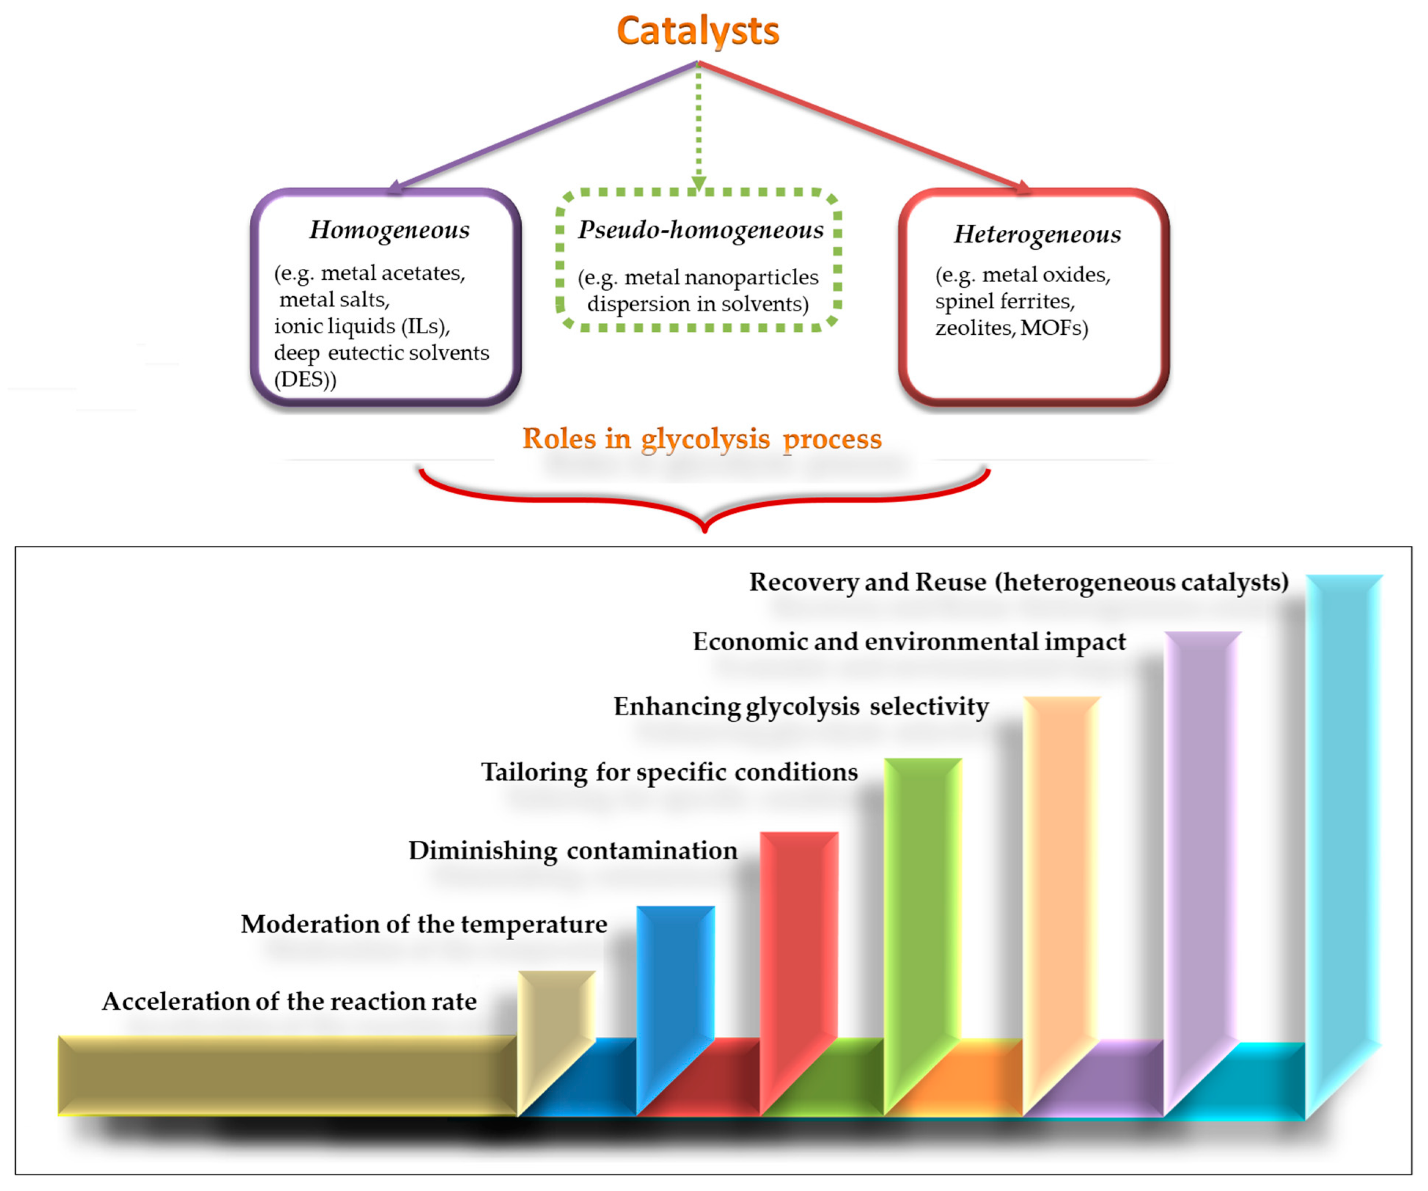 Catalysts
Homogeneous
(e.g. metal acetates,
metal salts,
ionic liquids (ILs),
deep eutectic solvents
(DES))
Pseudo-homogeneous
(e.g. metal nanoparticles
dispersion in solvents)
Heterogeneous
(e.g. metal oxides,
spinel ferrites,
zeolites, MOFs)
Roles in glycolysis process
Recovery and Reuse (heterogeneous catalysts)
Economic and environmental impact
Enhancing glycolysis selectivity
Tailoring for specific conditions
Diminishing contamination
Moderation of the temperature
Acceleration of the reaction rate